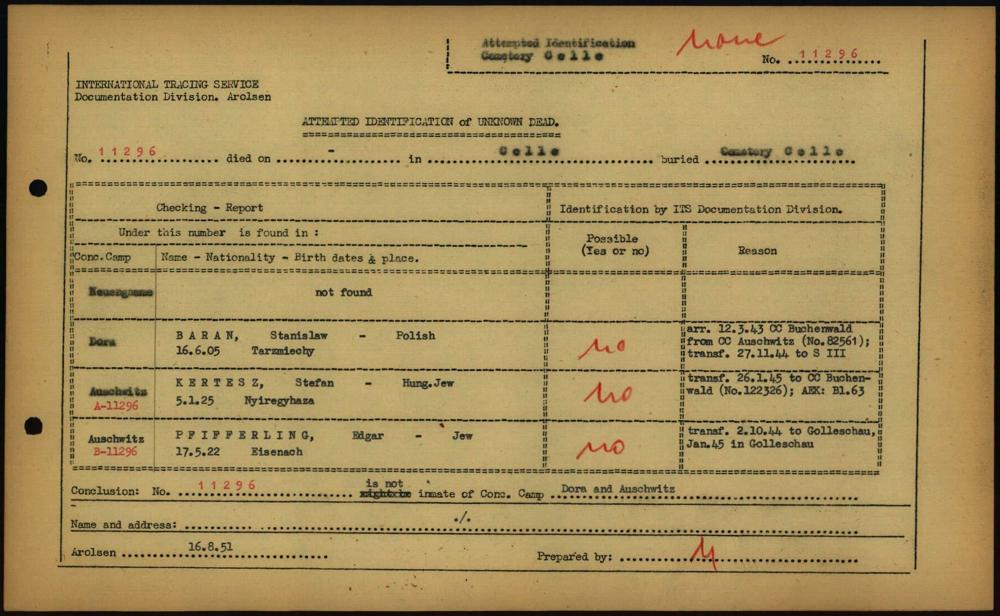 Attempted Identification
Cemetery Celle
None
No. 11296
INTERNATIONAL TRACING SERVICE
Documentation Division. Arolsen
ATTEMPTED IDENTIFICATION of UNKNOWN DEAD.
No. 11296 died on - in Celle buried Cemetery Celle
Checking - Report
Identification by ITS Documentation Division.
Under this number is found in :
Possible
(Yes or no)
Reason
Conc.Camp
Name - Nationality - Birth dates & place.
Neuengamme
not found
Dora
BARAN, Stanislaw - Polish
16.6.05 Tarzmiechy
no
arr. 12.3.43 CC Buchenwald
from CC Auschwitz (No.82561);
transf. 27.11.44 to S III
Auschwitz
A-11296
KERTESZ, Stefan - Hung.Jew
5.1.25 Nyiregyhaza
no
transf. 26.1.45 to CC Buchen-
wald (No.122326); AEK: Bl.63
Auschwitz
B-11296
PFIFFERLING, Edgar - Jew
17.5.22 Eisenach
no
transf. 2.10.44 to Golleschau,
Jan.45 in Golleschau
is not
Conclusion: No. 11296 might be inmate of Conc. Camp Dora and Auschwitz
Name and address: ./.
Arolsen 16.8.51
Prepared by: